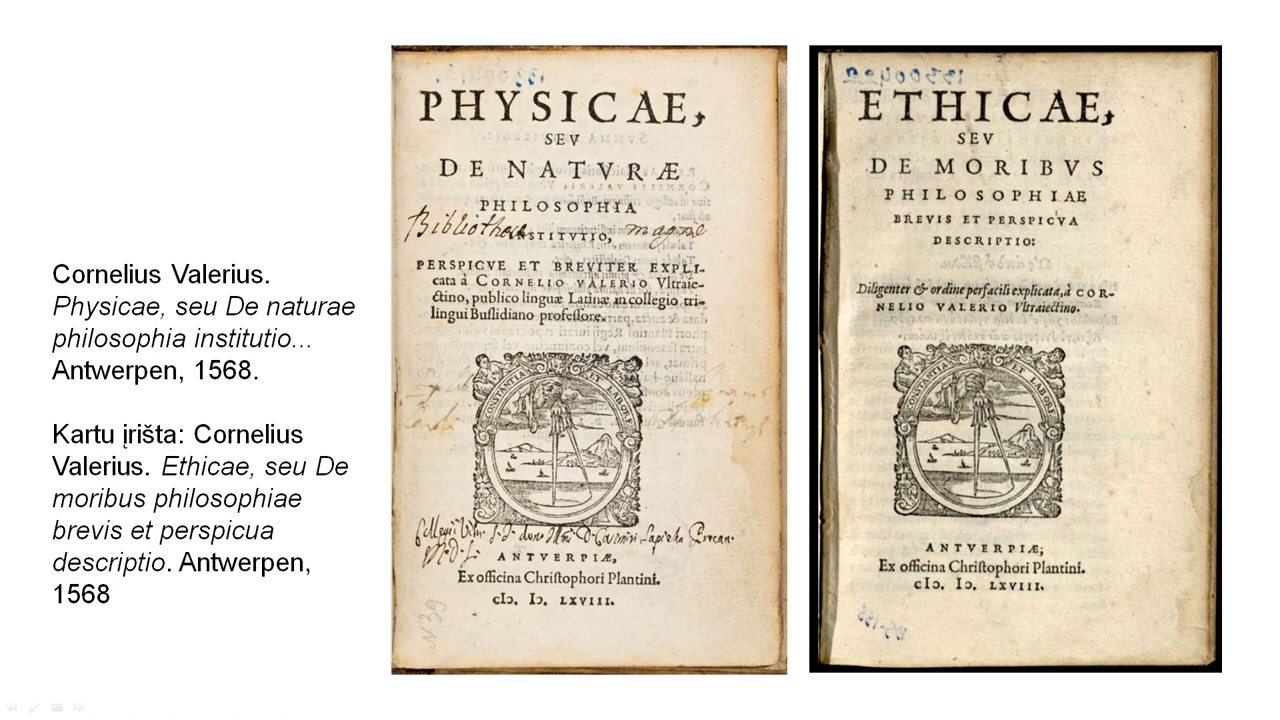 Cornelius Valerius.
Physicae, seu De naturae
philosophia institutio...
Antwerpen, 1568.
Kartu įrišta: Cornelius
Valerius. Ethicae, seu De
moribus philosophiae
brevis et perspicua
descriptio. Antwerpen,
1568
PHYSICAE,
SEV
DE NATVRÆ
PHILOSOPHIA
Bibliothecæ magnæ
INSTITVTIO,
PERSPICVE ET BREVITER EXPLI-
cata à CORNELIO VALERIO Vltraie-
ctino, publico linguæ Latinæ in collegio tri-
lingui Buſlidiano profeſſore.
CONSTANTIA ET LABORE
ANTVERPIÆ,
Ex officina Chriſtophori Plantini.
cIↄ. Iↄ. LXVIII.
N39
ETHICAE,
SEV
DE MORIBVS
PHILOSOPHIAE
BREVIS ET PERSPICVA
DESCRIPTIO:
Diligenter & ordine perfacili explicata, à COR-
NELIO VALERIO Vltraiectino.
CONSTANTIA ET LABORE
ANTVERPIÆ,
Ex officina Chriſtophori Plantini.
cIↄ. Iↄ. LXVIII.